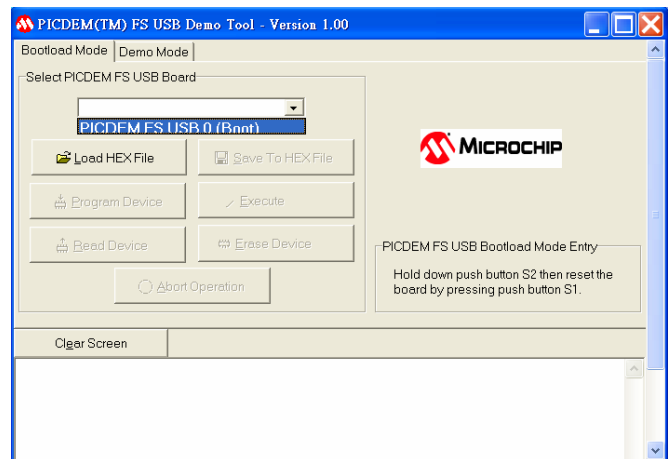 PICDEM(TM) FS USB Demo Tool - Version 1.00
Bootload Mode
Demo Mode
Select PICDEM FS USB Board
PICDEM FS USB 0 (Boot)
Load HEX File
Save To HEX File
Program Device
Execute
Read Device
Erase Device
Abort Operation
MICROCHIP
PICDEM FS USB Bootload Mode Entry
Hold down push button S2 then reset the
board by pressing push button S1.
Clear Screen